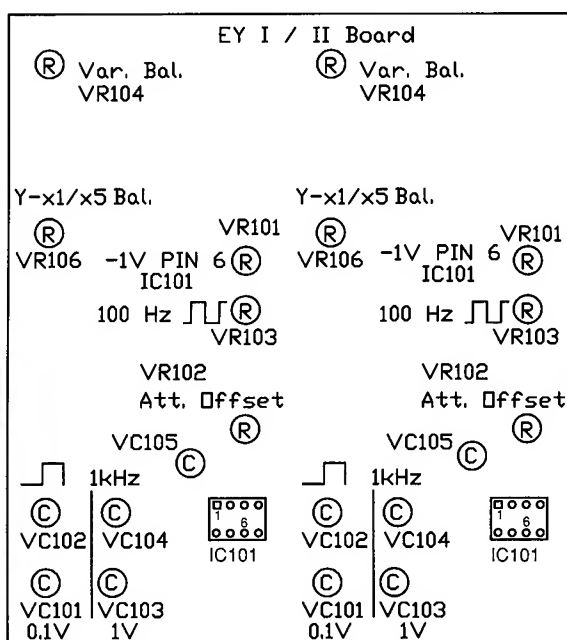 EY I / II Board
R Var. Bal. R Var. Bal.
VR104 VR104
Y-x1/x5 Bal. Y-x1/x5 Bal.
R VR101 R VR101
VR106 -1V PIN 6 R VR106 -1V PIN 6 R
IC101 IC101
100 Hz R 100 Hz R
VR103 VR103
VR102 VR102
Att. Offset Att. Offset
R R
VC105 C VC105 C
1kHz 1kHz
C C 1 6 C C 1 6
VC102 VC104 IC101 VC102 VC104 IC101
C C C C
VC101 VC103 VC101 VC103
0.1V 1V 0.1V 1V